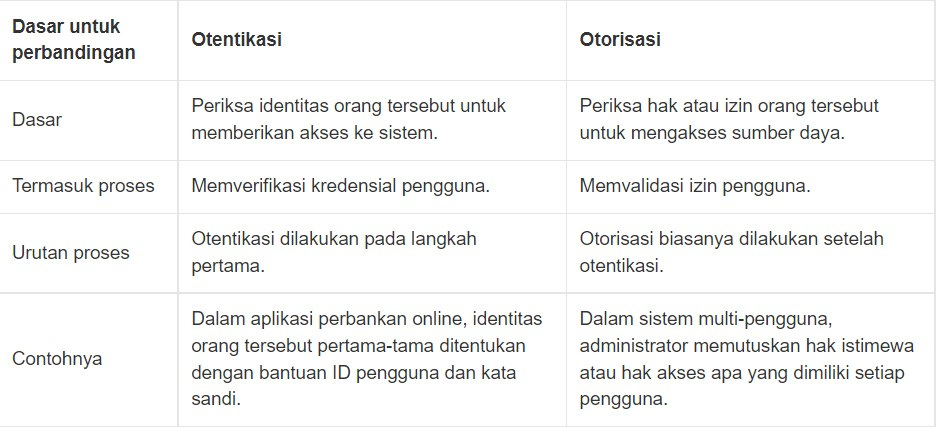 Dasar untuk
perbandingan
Otentikasi
Otorisasi
Dasar
Periksa identitas orang tersebut untuk
memberikan akses ke sistem.
Periksa hak atau izin orang tersebut
untuk mengakses sumber daya.
Termasuk proses
Memverifikasi kredensial pengguna.
Memvalidasi izin pengguna.
Urutan proses
Otentikasi dilakukan pada langkah
pertama.
Otorisasi biasanya dilakukan setelah
otentikasi.
Contohnya
Dalam aplikasi perbankan online, identitas
orang tersebut pertama-tama ditentukan
dengan bantuan ID pengguna dan kata
sandi.
Dalam sistem multi-pengguna,
administrator memutuskan hak istimewa
atau hak akses apa yang dimiliki setiap
pengguna.